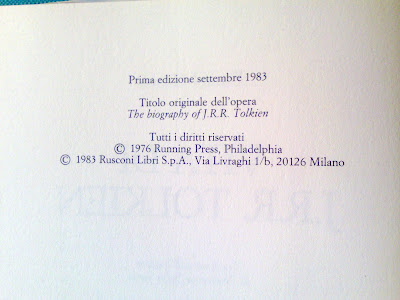 Prima edizione settembre 1983
Titolo originale dell'opera
The biography of J.R.R. Tolkien
Tutti i diritti riservati
© 1976 Running Press, Philadelphia
© 1983 Rusconi Libri S.p.A., Via Livraghi 1/b, 20126 Milano
J.R.R. TOLKIEN